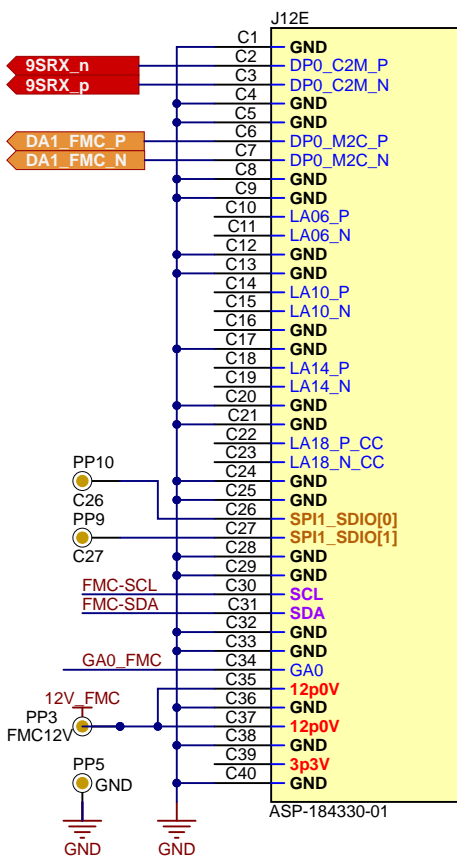 J12E
C1 GND
9SRX_n C2 DP0_C2M_P
9SRX_p C3 DP0_C2M_N
C4 GND
C5 GND
DA1_FMC_P C6 DP0_M2C_P
DA1_FMC_N C7 DP0_M2C_N
C8 GND
C9 GND
C10 LA06_P
C11 LA06_N
C12 GND
C13 GND
C14 LA10_P
C15 LA10_N
C16 GND
C17 GND
C18 LA14_P
C19 LA14_N
C20 GND
C21 GND
C22 LA18_P_CC
C23 LA18_N_CC
PP10 C24 GND
C26 C25 GND
PP9 C26 SPI1_SDIO[0]
C27 C27 SPI1_SDIO[1]
C28 GND
C29 GND
FMC-SCL C30 SCL
FMC-SDA C31 SDA
C32 GND
C33 GND
GA0_FMC C34 GA0
C35 12p0V
12V_FMC C36 GND
PP3 C37 12p0V
FMC12V C38 GND
PP5 C39 3p3V
GND C40 GND
ASP-184330-01
GND GND